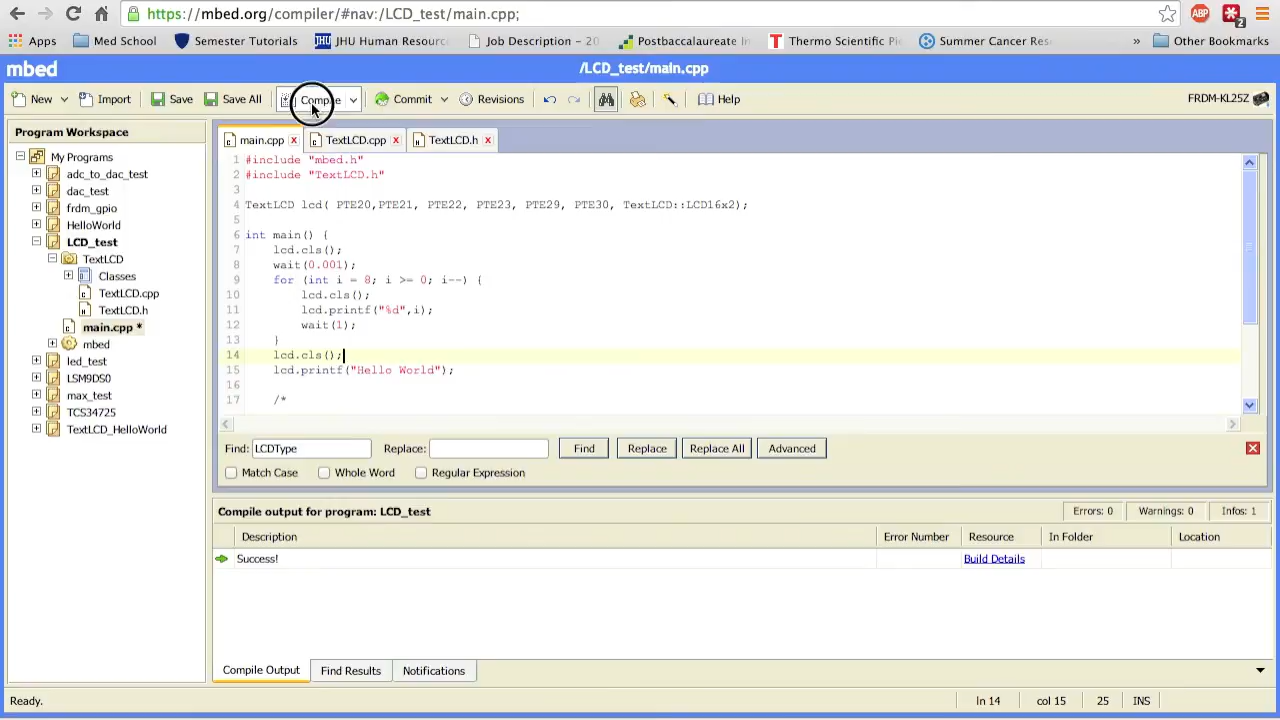 https://mbed.org/compiler/#nav:/LCD_test/main.cpp;
ABP
2
Apps
Med School
Semester Tutorials
JHU
JHU Human Resourc
Job Description - 20
Postbaccalaureate In
Thermo Scientific Pie
Summer Cancer Res
»
Other Bookmarks
mbed
/LCD_test/main.cpp
New
Import
Save
Save All
Compile
Commit
Revisions
Help
FRDM-KL25Z
Program Workspace
My Programs
adc_to_dac_test
dac_test
frdm_gpio
HelloWorld
LCD_test
TextLCD
Classes
TextLCD.cpp
TextLCD.h
main.cpp *
mbed
led_test
LSM9DS0
max_test
TCS34725
TextLCD_HelloWorld
main.cpp x
TextLCD.cpp x
TextLCD.h x
1 #include "mbed.h"
2 #include "TextLCD.h"
3
4 TextLCD lcd( PTE20,PTE21, PTE22, PTE23, PTE29, PTE30, TextLCD::LCD16x2);
5
6 int main() {
7 lcd.cls();
8 wait(0.001);
9 for (int i = 8; i >= 0; i--) {
10 lcd.cls();
11 lcd.printf("%d",i);
12 wait(1);
13 }
14 lcd.cls();
15 lcd.printf("Hello World");
16
17 /*
Find: LCDType Replace: Find Replace Replace All Advanced
Match Case Whole Word Regular Expression
Compile output for program: LCD_test
Errors: 0 Warnings: 0 Infos: 1
Description Error Number Resource In Folder Location
Success! Build Details
Compile Output Find Results Notifications
Ready.
ln 14 col 15 25 INS